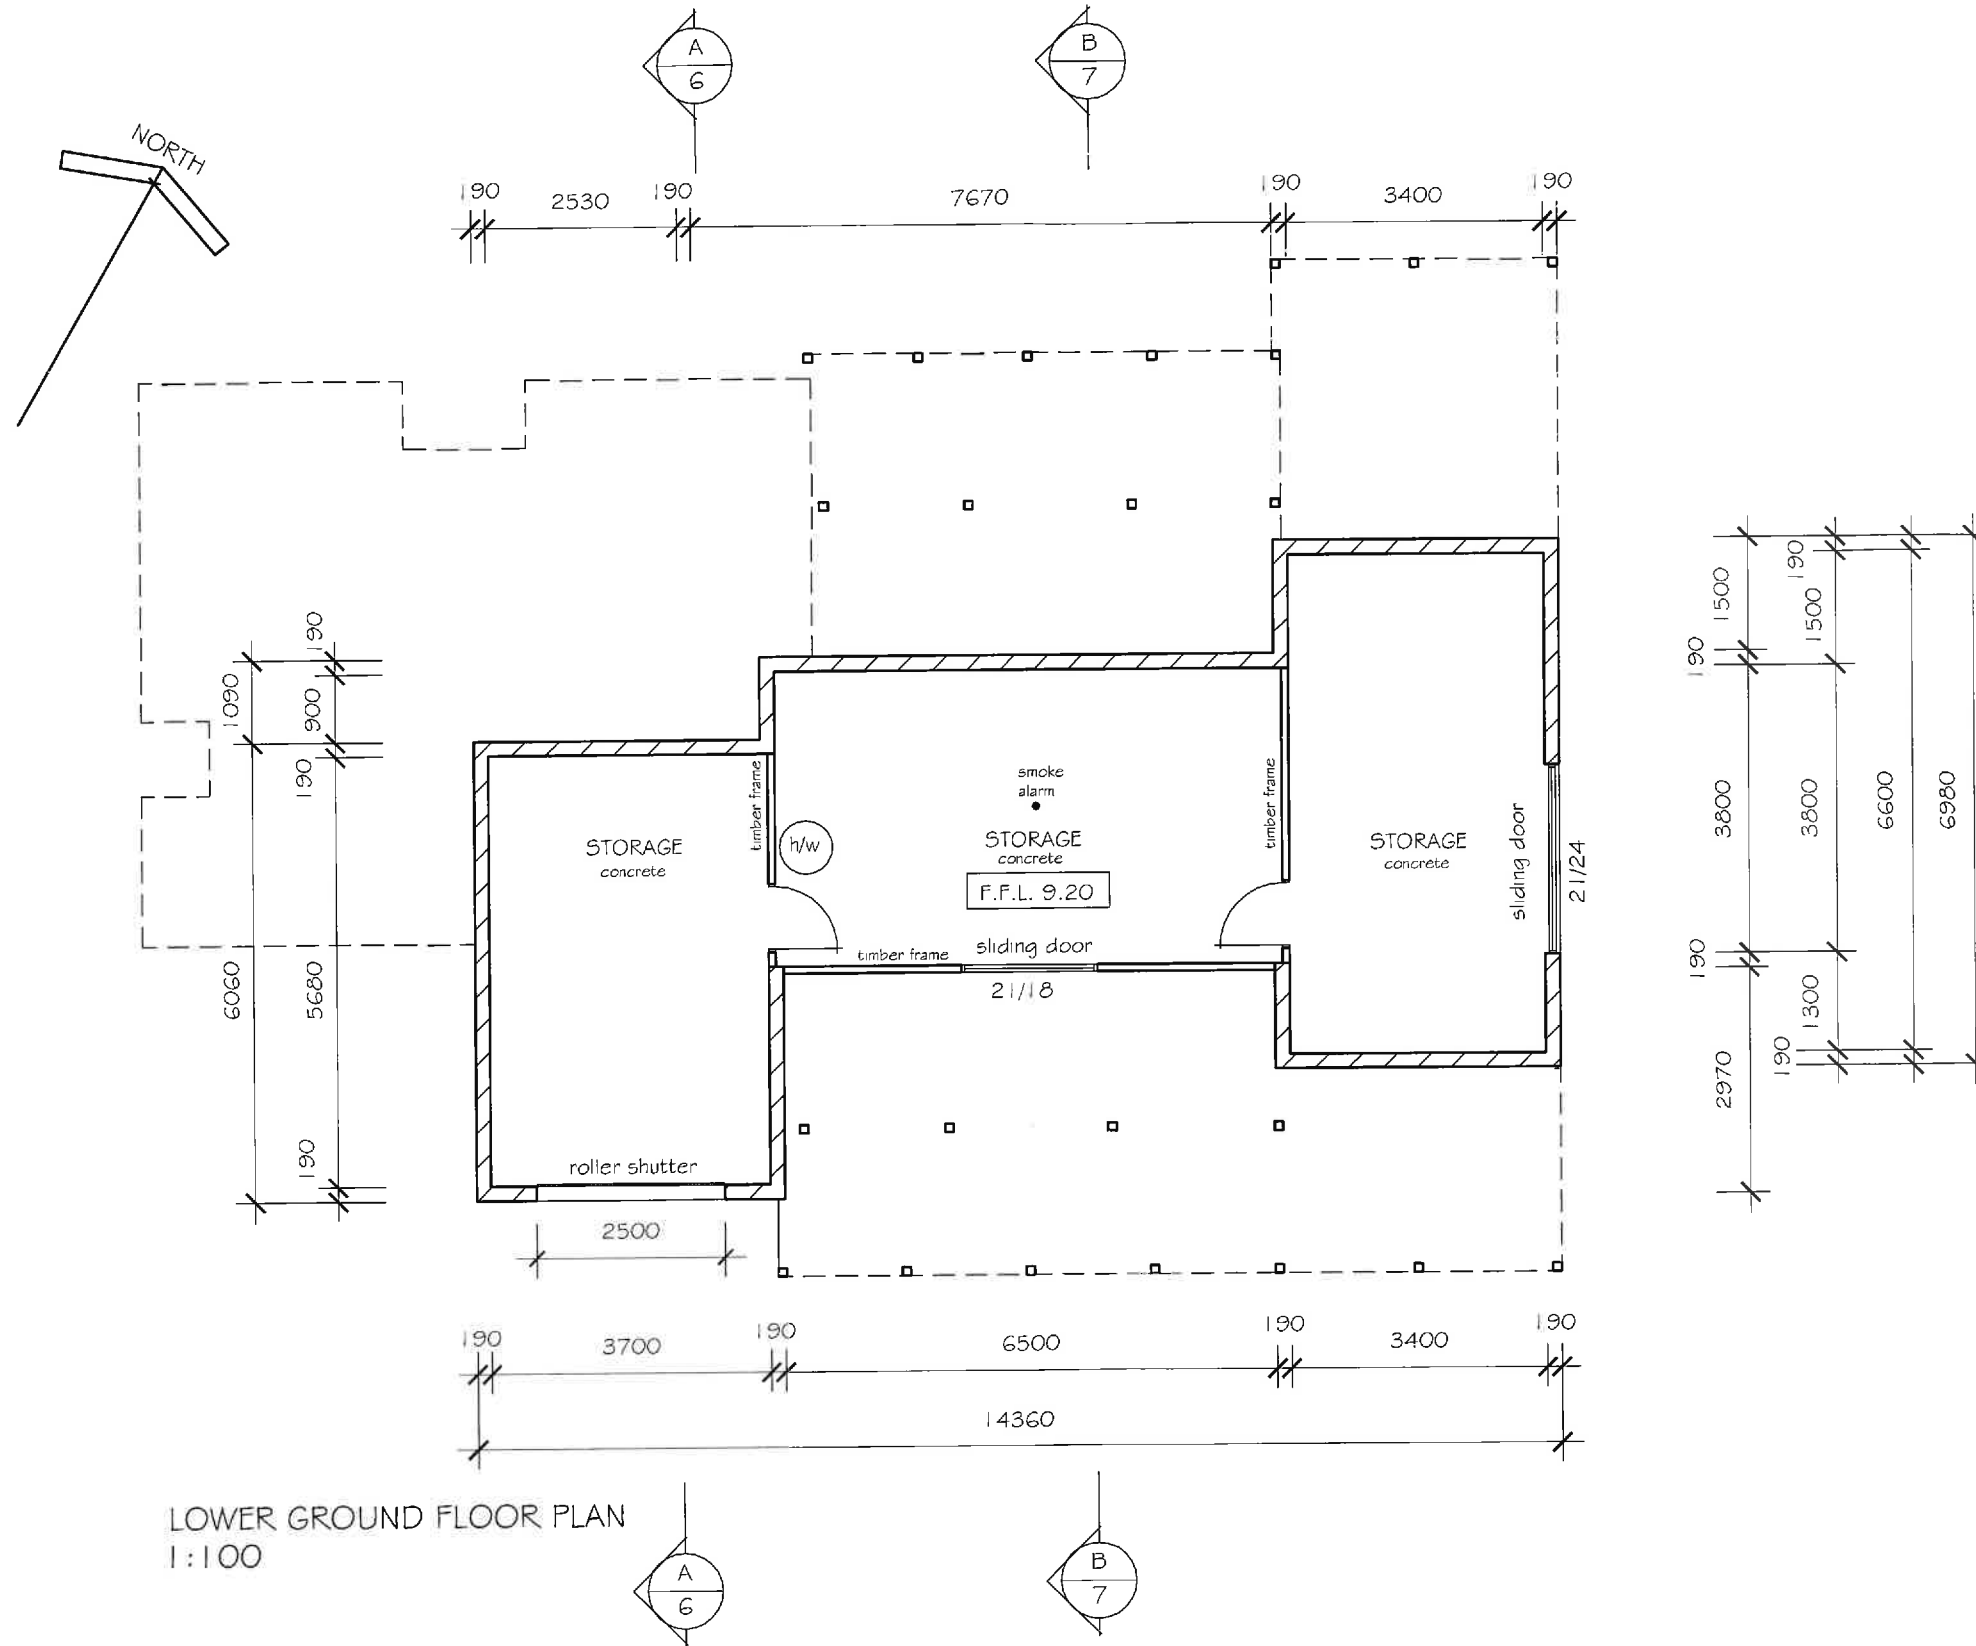 A
6
B
7
NORTH
190
2530
190
7670
190
3400
190
190
1090
900
190
6060
5680
190
190
1500
1500
190
3800
3800
6600
6980
190
1300
190
2970
timber frame
smoke
alarm
timber frame
STORAGE
concrete
h/w
STORAGE
concrete
F.F.L. 9.20
STORAGE
concrete
sliding door
21/24
timber frame
sliding door
21/18
roller shutter
2500
190
3700
190
6500
190
3400
190
14360
LOWER GROUND FLOOR PLAN
1:100
A
6
B
7